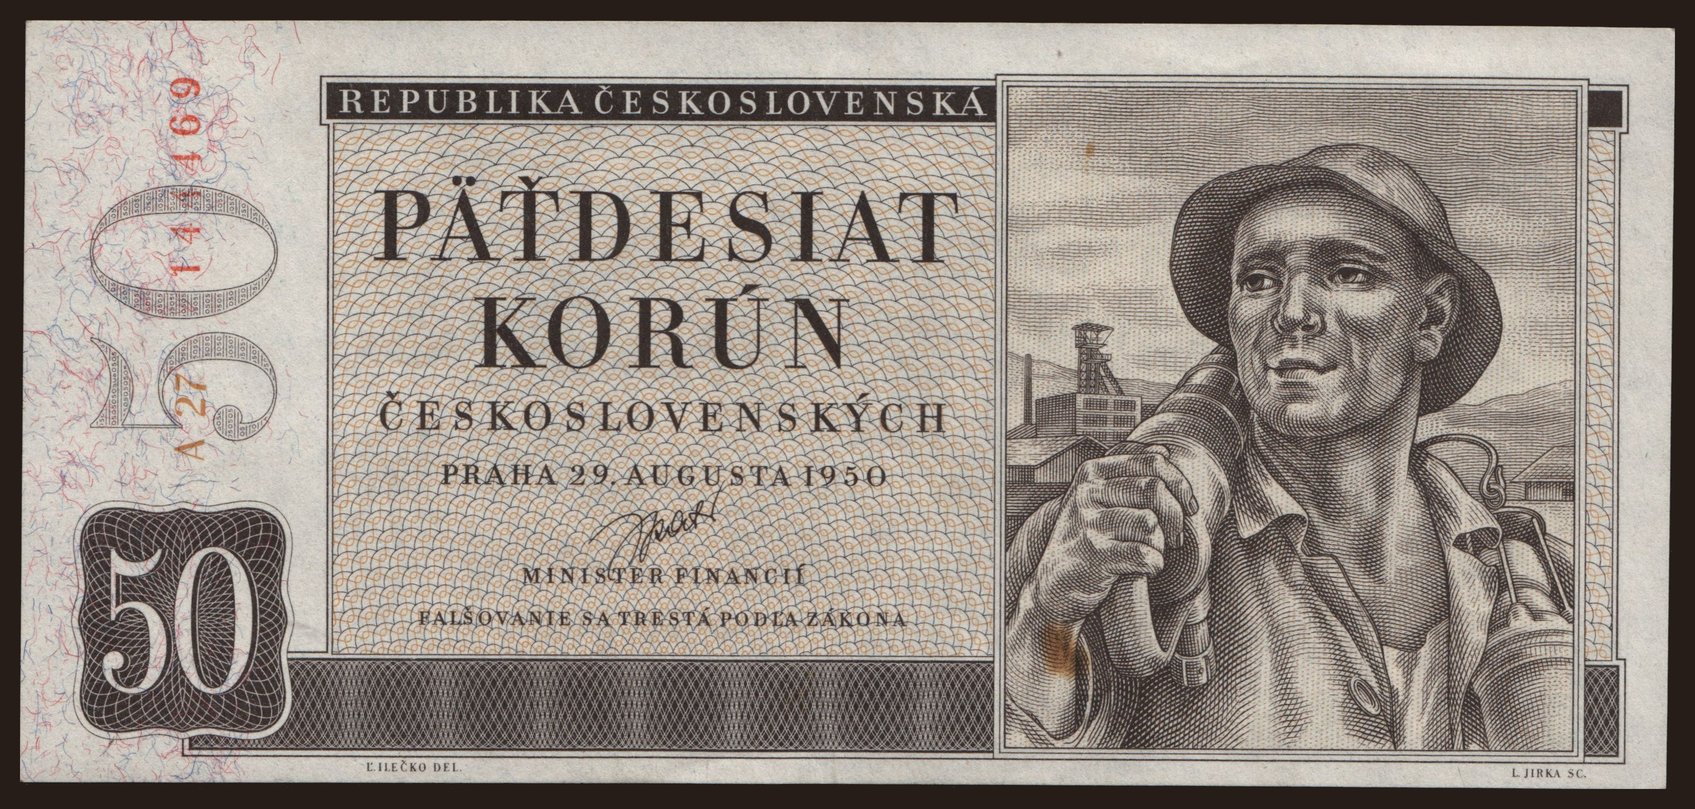 REPUBLIKA ČESKOSLOVENSKÁ
PÄŤDESIAT
KORÚN
ČESKOSLOVENSKÝCH
PRAHA 29. AUGUSTA 1950
MINISTER FINANCIÍ
FALŠOVANIE SA TRESTÁ PODĽA ZÁKONA
50
A 27
144469
50
Ľ. ILEČKO DEL.
L. JIRKA SC.